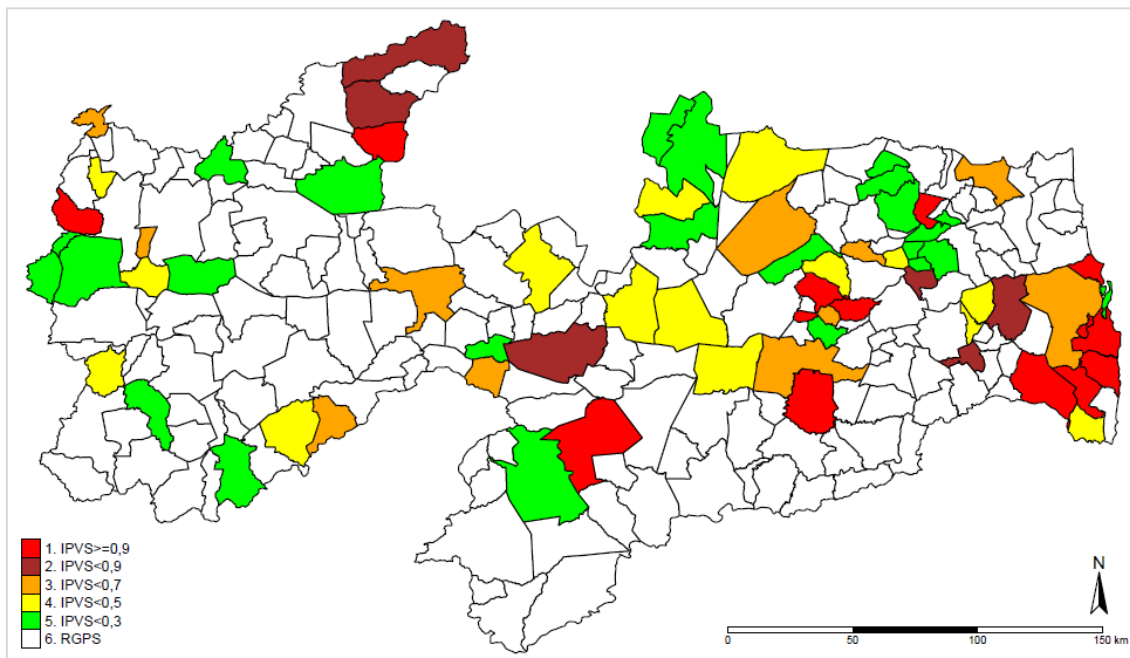 1. IPVS>=0,9
2. IPVS<0,9
3. IPVS<0,7
4. IPVS<0,5
5. IPVS<0,3
6. RGPS
N
0 50 100 150 km